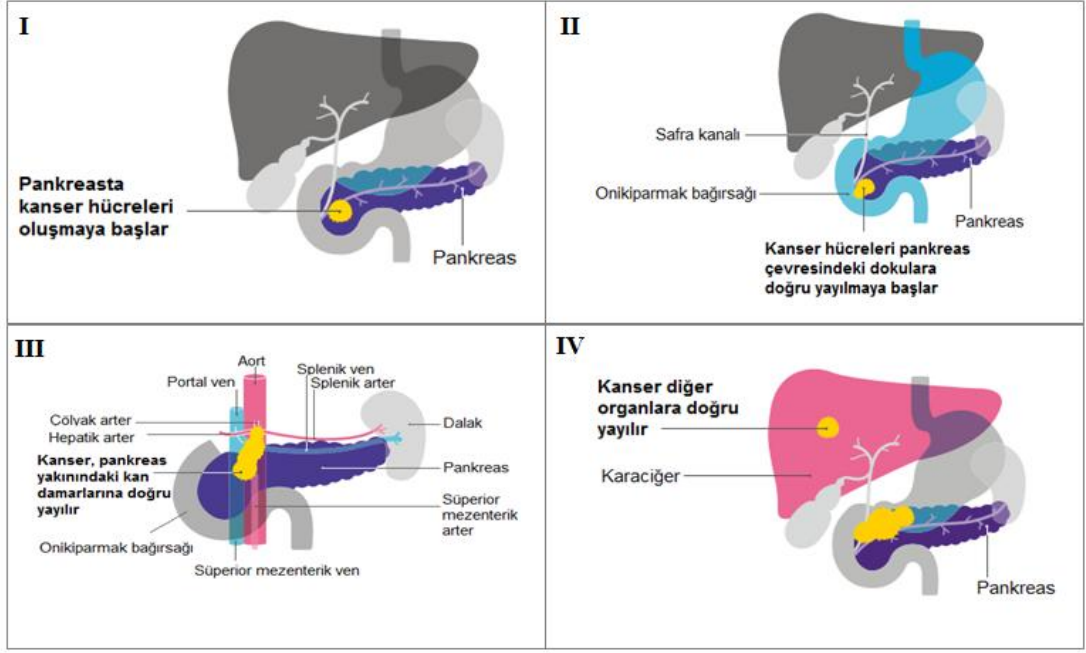 I
Pankreasta
kanser hücreleri
oluşmaya başlar
Pankreas
II
Safra kanalı
Onikiparmak bağırsağı
Pankreas
Kanser hücreleri pankreas
çevresindeki dokulara
doğru yayılmaya başlar
III
Aort
Portal ven
Splenik ven
Splenik arter
Cölyak arter
Hepatik arter
Dalak
Kanser, pankreas
yakınındaki kan
damarlarına doğru
yayılır
Pankreas
Süperior
mezenterik
arter
Onikiparmak bağırsağı
Süperior mezenterik ven
IV
Kanser diğer
organlara doğru
yayılır
Karaciğer
Pankreas